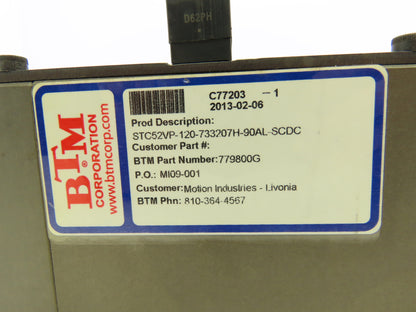 D62PH
BTM
CORPORATION
www.btmcorp.com
C77203 --1
2013-02-06
Prod Description:
STC52VP-120-733207H-90AL-SCDC
Customer Part #:
BTM Part Number:779800G
P.O.: MI09-001
Customer:Motion Industries - Livonia
BTM Phn: 810-364-4567